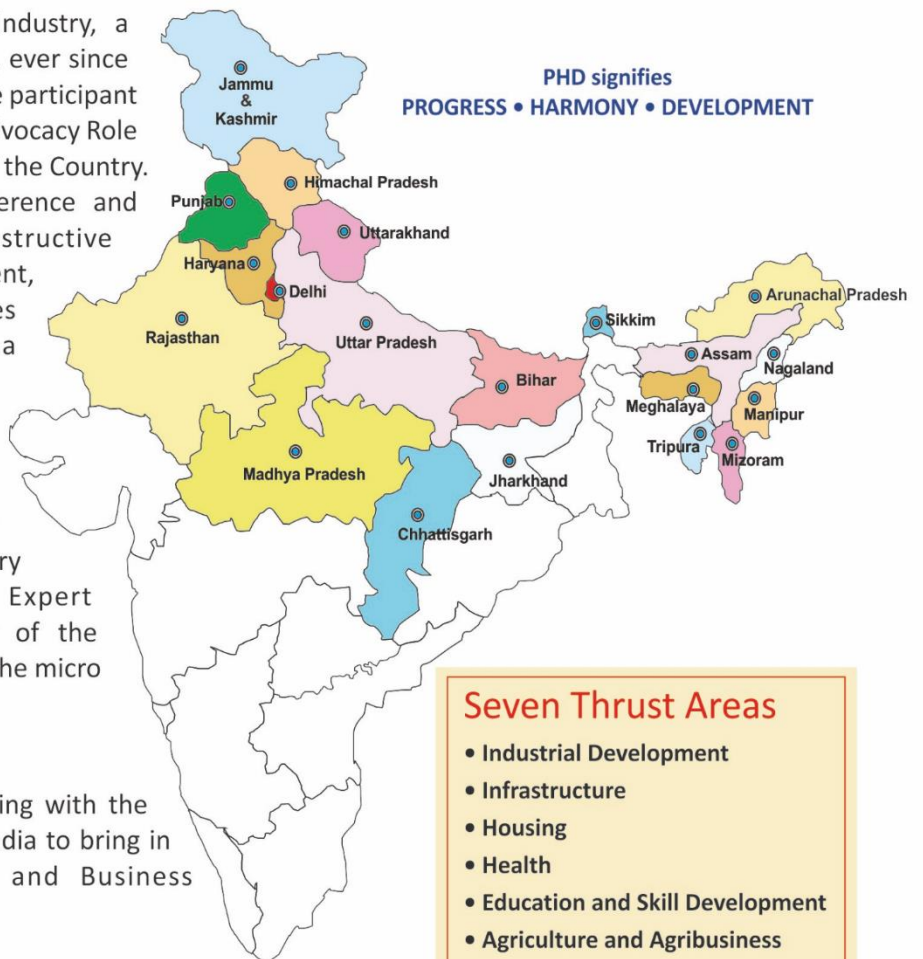 ndustry, a
ever since
participant
vocacy Role
the Country.
erence and
structive
ent,
es
a
ry
Expert
of the
he micro
ing with the
dia to bring in
and Business
PHD signifies
PROGRESS • HARMONY • DEVELOPMENT
Jammu
&
Kashmir
Himachal Pradesh
Punjab
Uttarakhand
Haryana
Delhi
Rajasthan
Uttar Pradesh
Bihar
Sikkim
Arunachal Pradesh
Assam
Nagaland
Meghalaya
Manipur
Tripura
Mizoram
Madhya Pradesh
Jharkhand
Chhattisgarh
Seven Thrust Areas
• Industrial Development
• Infrastructure
• Housing
• Health
• Education and Skill Development
• Agriculture and Agribusiness